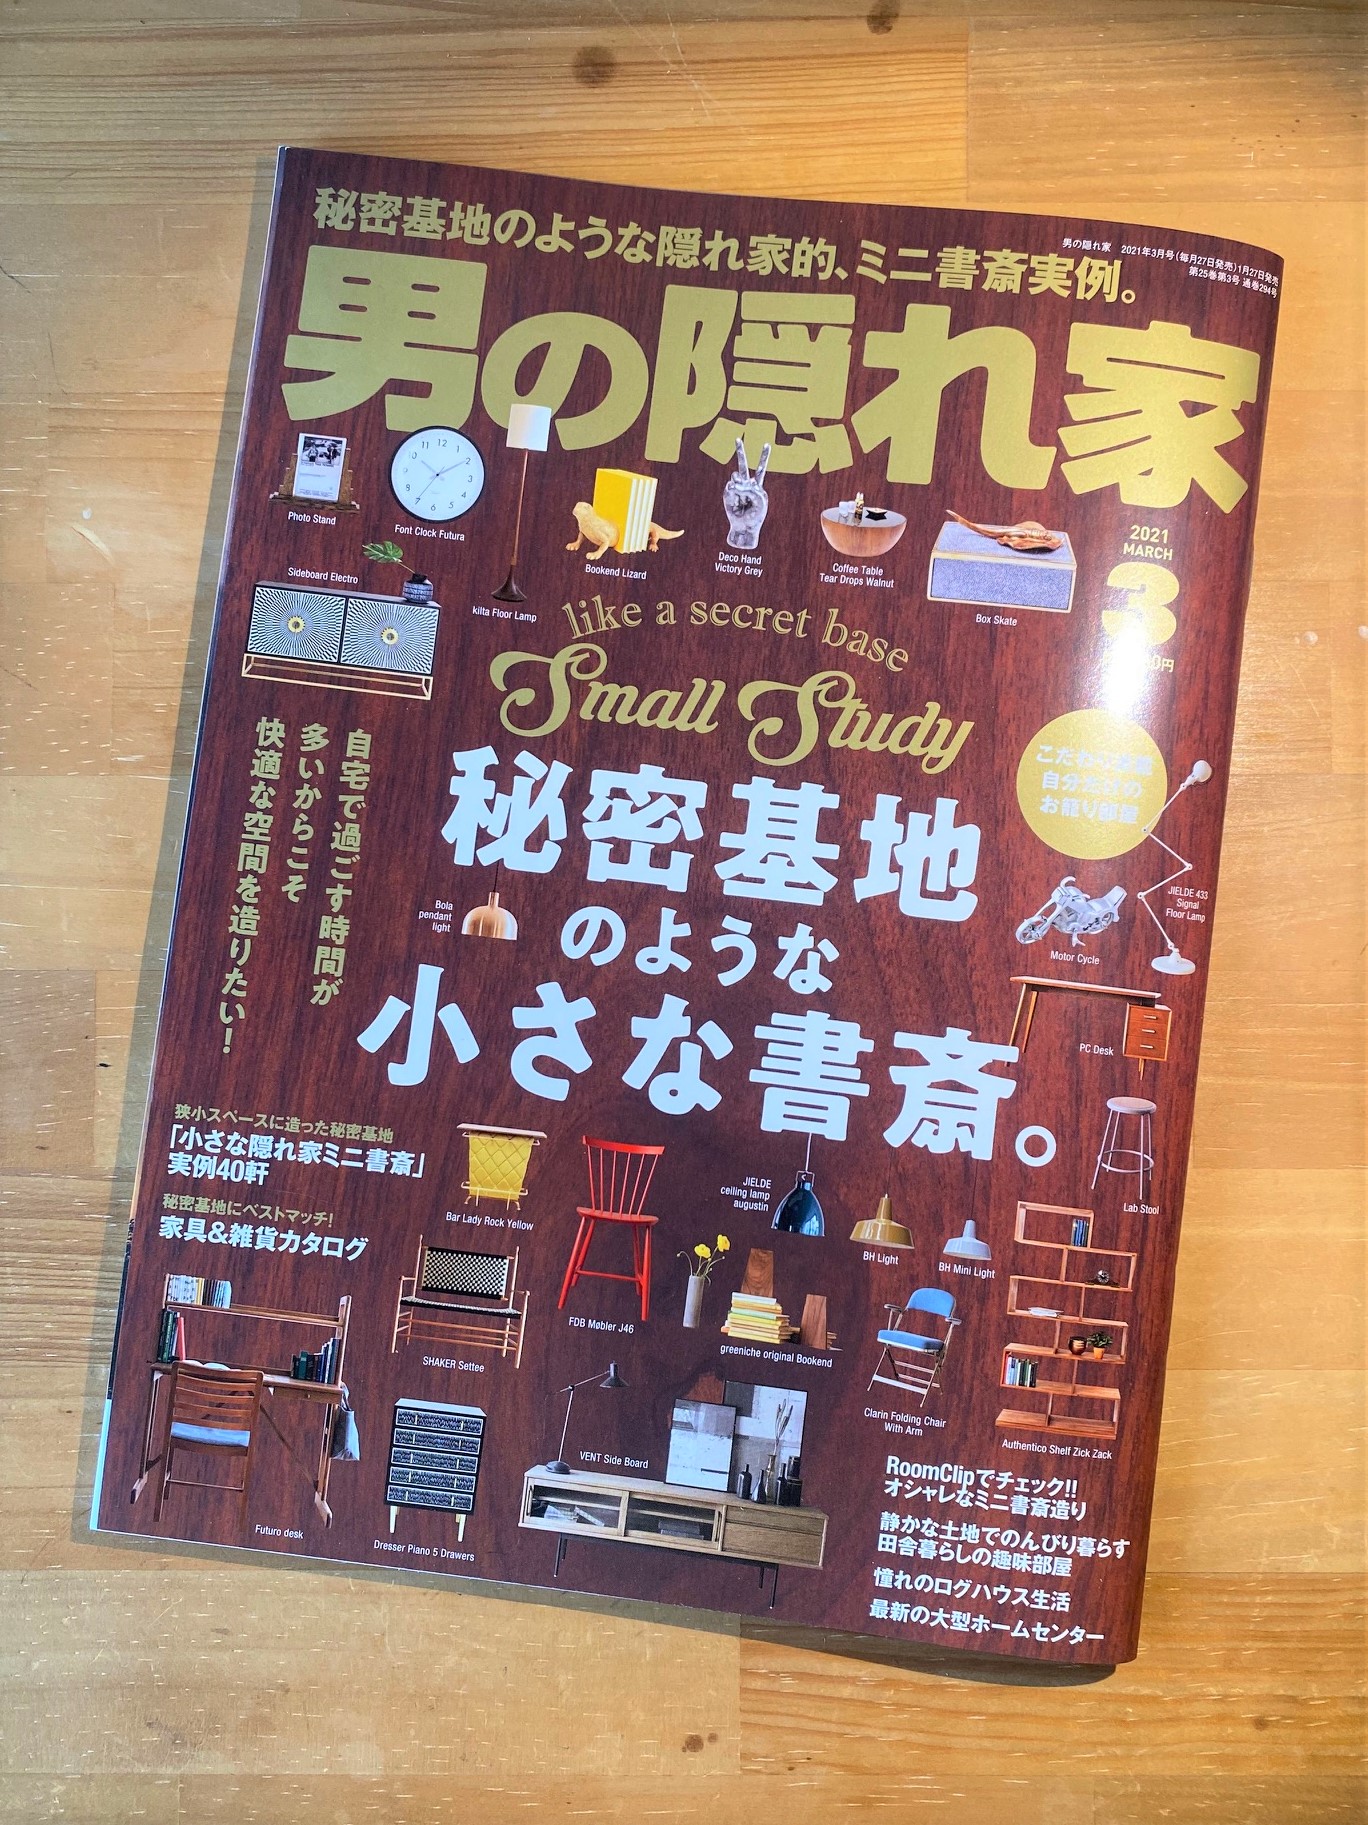 秘密基地のような隠れ家的、ミニ書斎実例。
男の隠れ家 2021年3月号(毎月27日発売)1月27日発売
第25巻第3号 通巻294号
男の隠れ家
2021
MARCH
3
円
Photo Stand
Font Clock Futura
kilta Floor Lamp
Bookend Lizard
Deco Hand
Victory Grey
Coffee Table
Tear Drops Walnut
Box Skate
Sideboard Electro
like a secret base
Small Study
自宅で過ごす時間が
多いからこそ
快適な空間を造りたい!
秘密基地
のような
小さな書斎。
自分だけの
お籠り部屋
Bola
pendant
light
JIELDE 433
Signal
Floor Lamp
Motor Cycle
PC Desk
Lab Stool
狭小スペースに造った秘密基地
「小さな隠れ家ミニ書斎」
実例40軒
秘密基地にベストマッチ!
家具&雑貨カタログ
Bar Lady Rock Yellow
FDB Møbler J46
JIELDE
ceiling lamp
augustin
BH Light
BH Mini Light
SHAKER Settee
greeniche original Bookend
Clarin Folding Chair
With Arm
Authentico Shelf Zick Zack
Futuro desk
Dresser Piano 5 Drawers
VENT Side Board
RoomClipでチェック!!
オシャレなミニ書斎造り
静かな土地でのんびり暮らす
田舎暮らしの趣味部屋
憧れのログハウス生活
最新の大型ホームセンター